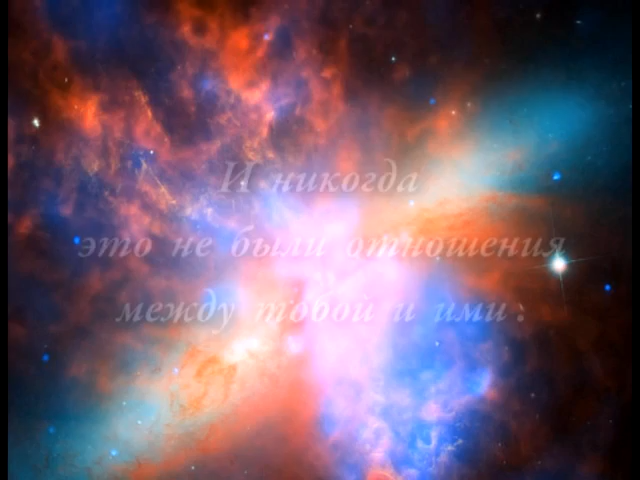 И никогда
это не были отношения
между тобой и ими :